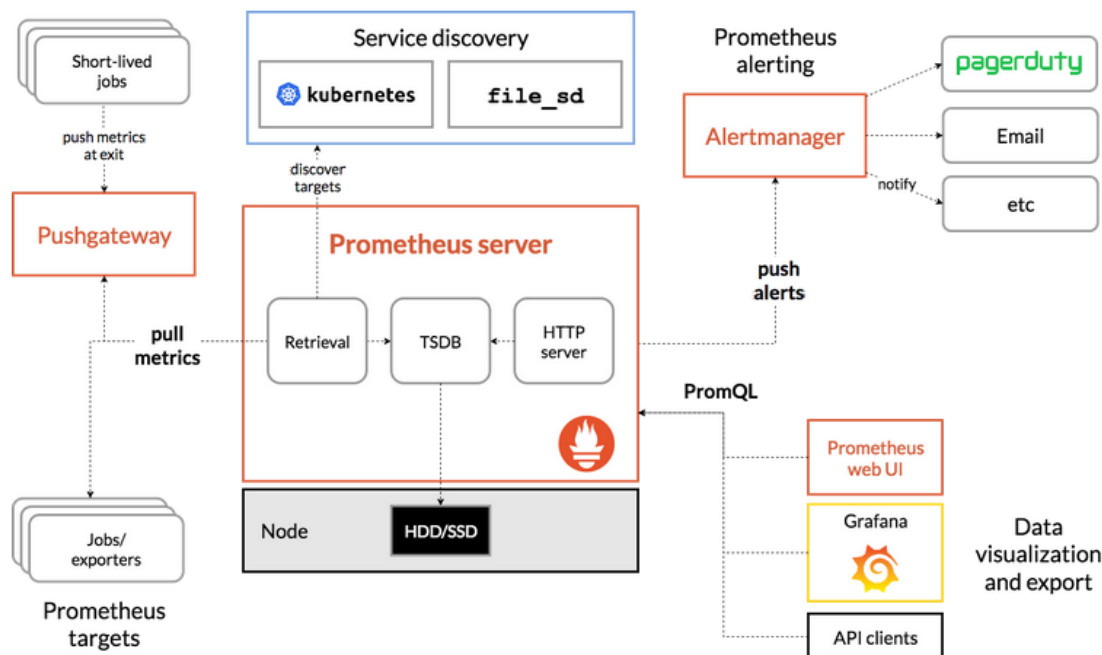 Short-lived
jobs
push metrics
at exit
Pushgateway
pull
metrics
Jobs/
exporters
Prometheus
targets
Service discovery
kubernetes
file_sd
discover
targets
Prometheus server
Retrieval
TSDB
HTTP
server
Node
HDD/SSD
Prometheus
alerting
Alertmanager
pagerduty
Email
notify
etc
push
alerts
PromQL
Prometheus
web UI
Grafana
API clients
Data
visualization
and export